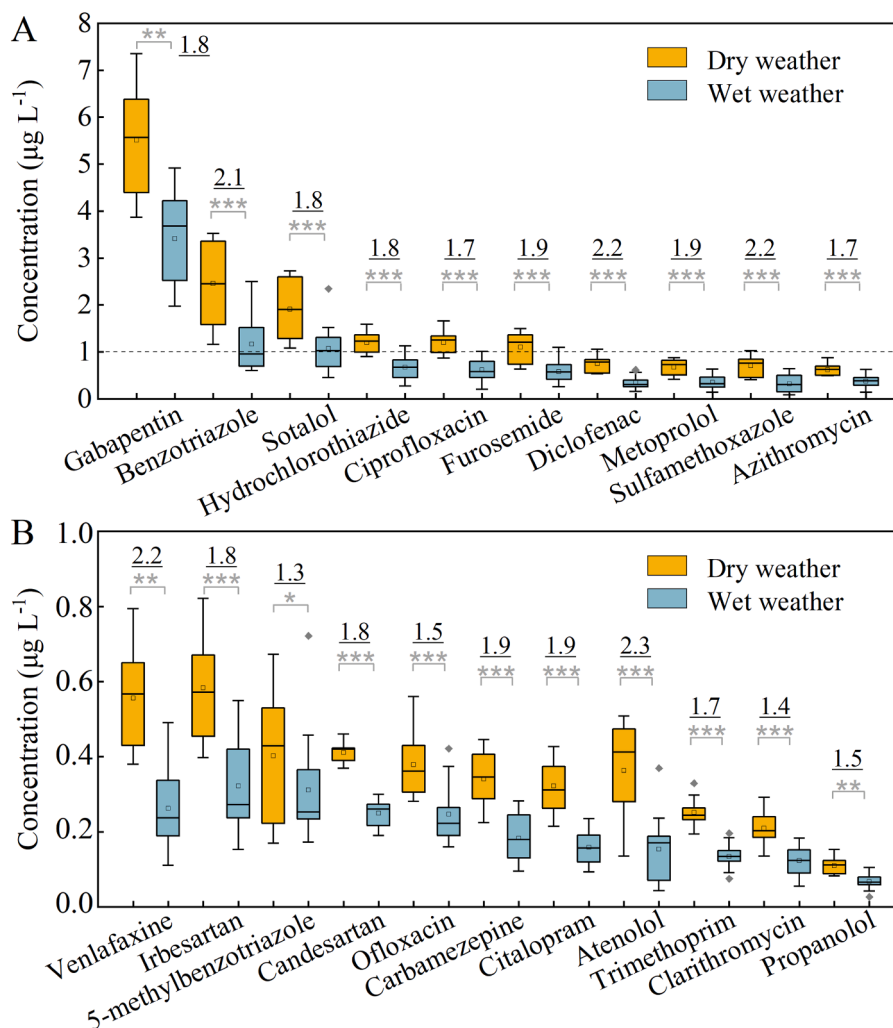 A
8
7
6
5
4
3
2
1
0
Concentration (µg L⁻¹)
Dry weather
Wet weather
** 1.8
2.1
***
1.8
***
1.8
***
1.7
***
1.9
***
2.2
***
1.9
***
2.2
***
1.7
***
Gabapentin
Benzotriazole
Sotalol
Hydrochlorothiazide
Ciprofloxacin
Furosemide
Diclofenac
Metoprolol
Sulfamethoxazole
Azithromycin
B
1.0
0.8
0.6
0.4
0.2
0.0
Concentration (µg L⁻¹)
Dry weather
Wet weather
2.2
**
1.8
***
1.3
*
1.8
***
1.5
***
1.9
***
1.9
***
2.3
***
1.7
***
1.4
***
1.5
**
Venlafaxine
Irbesartan
5-methylbenzotriazole
Candesartan
Ofloxacin
Carbamezepine
Citalopram
Atenolol
Trimethoprim
Clarithromycin
Propanolol